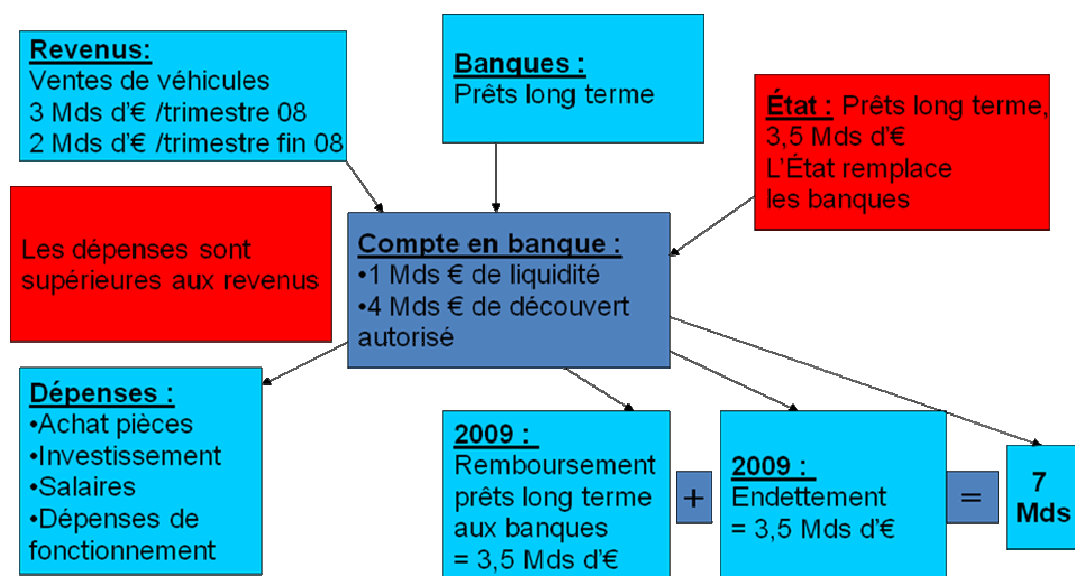 Revenus:
Ventes de véhicules
3 Mds d'€ /trimestre 08
2 Mds d'€ /trimestre fin 08
Banques :
Prêts long terme
État : Prêts long terme,
3,5 Mds d'€
L'État remplace
les banques
Les dépenses sont
supérieures aux revenus
Compte en banque :
•1 Mds € de liquidité
•4 Mds € de découvert
autorisé
Dépenses :
•Achat pièces
•Investissement
•Salaires
•Dépenses de
fonctionnement
2009 :
Remboursement
prêts long terme
aux banques
= 3,5 Mds d'€
+
2009 :
Endettement
= 3,5 Mds d'€
=
7
Mds